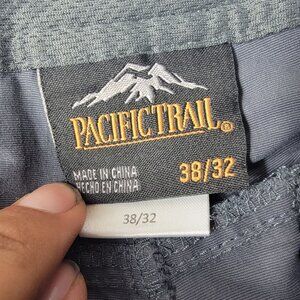 PACIFIC TRAIL®
MADE IN CHINA
HECHO EN CHINA
38/32
38/32